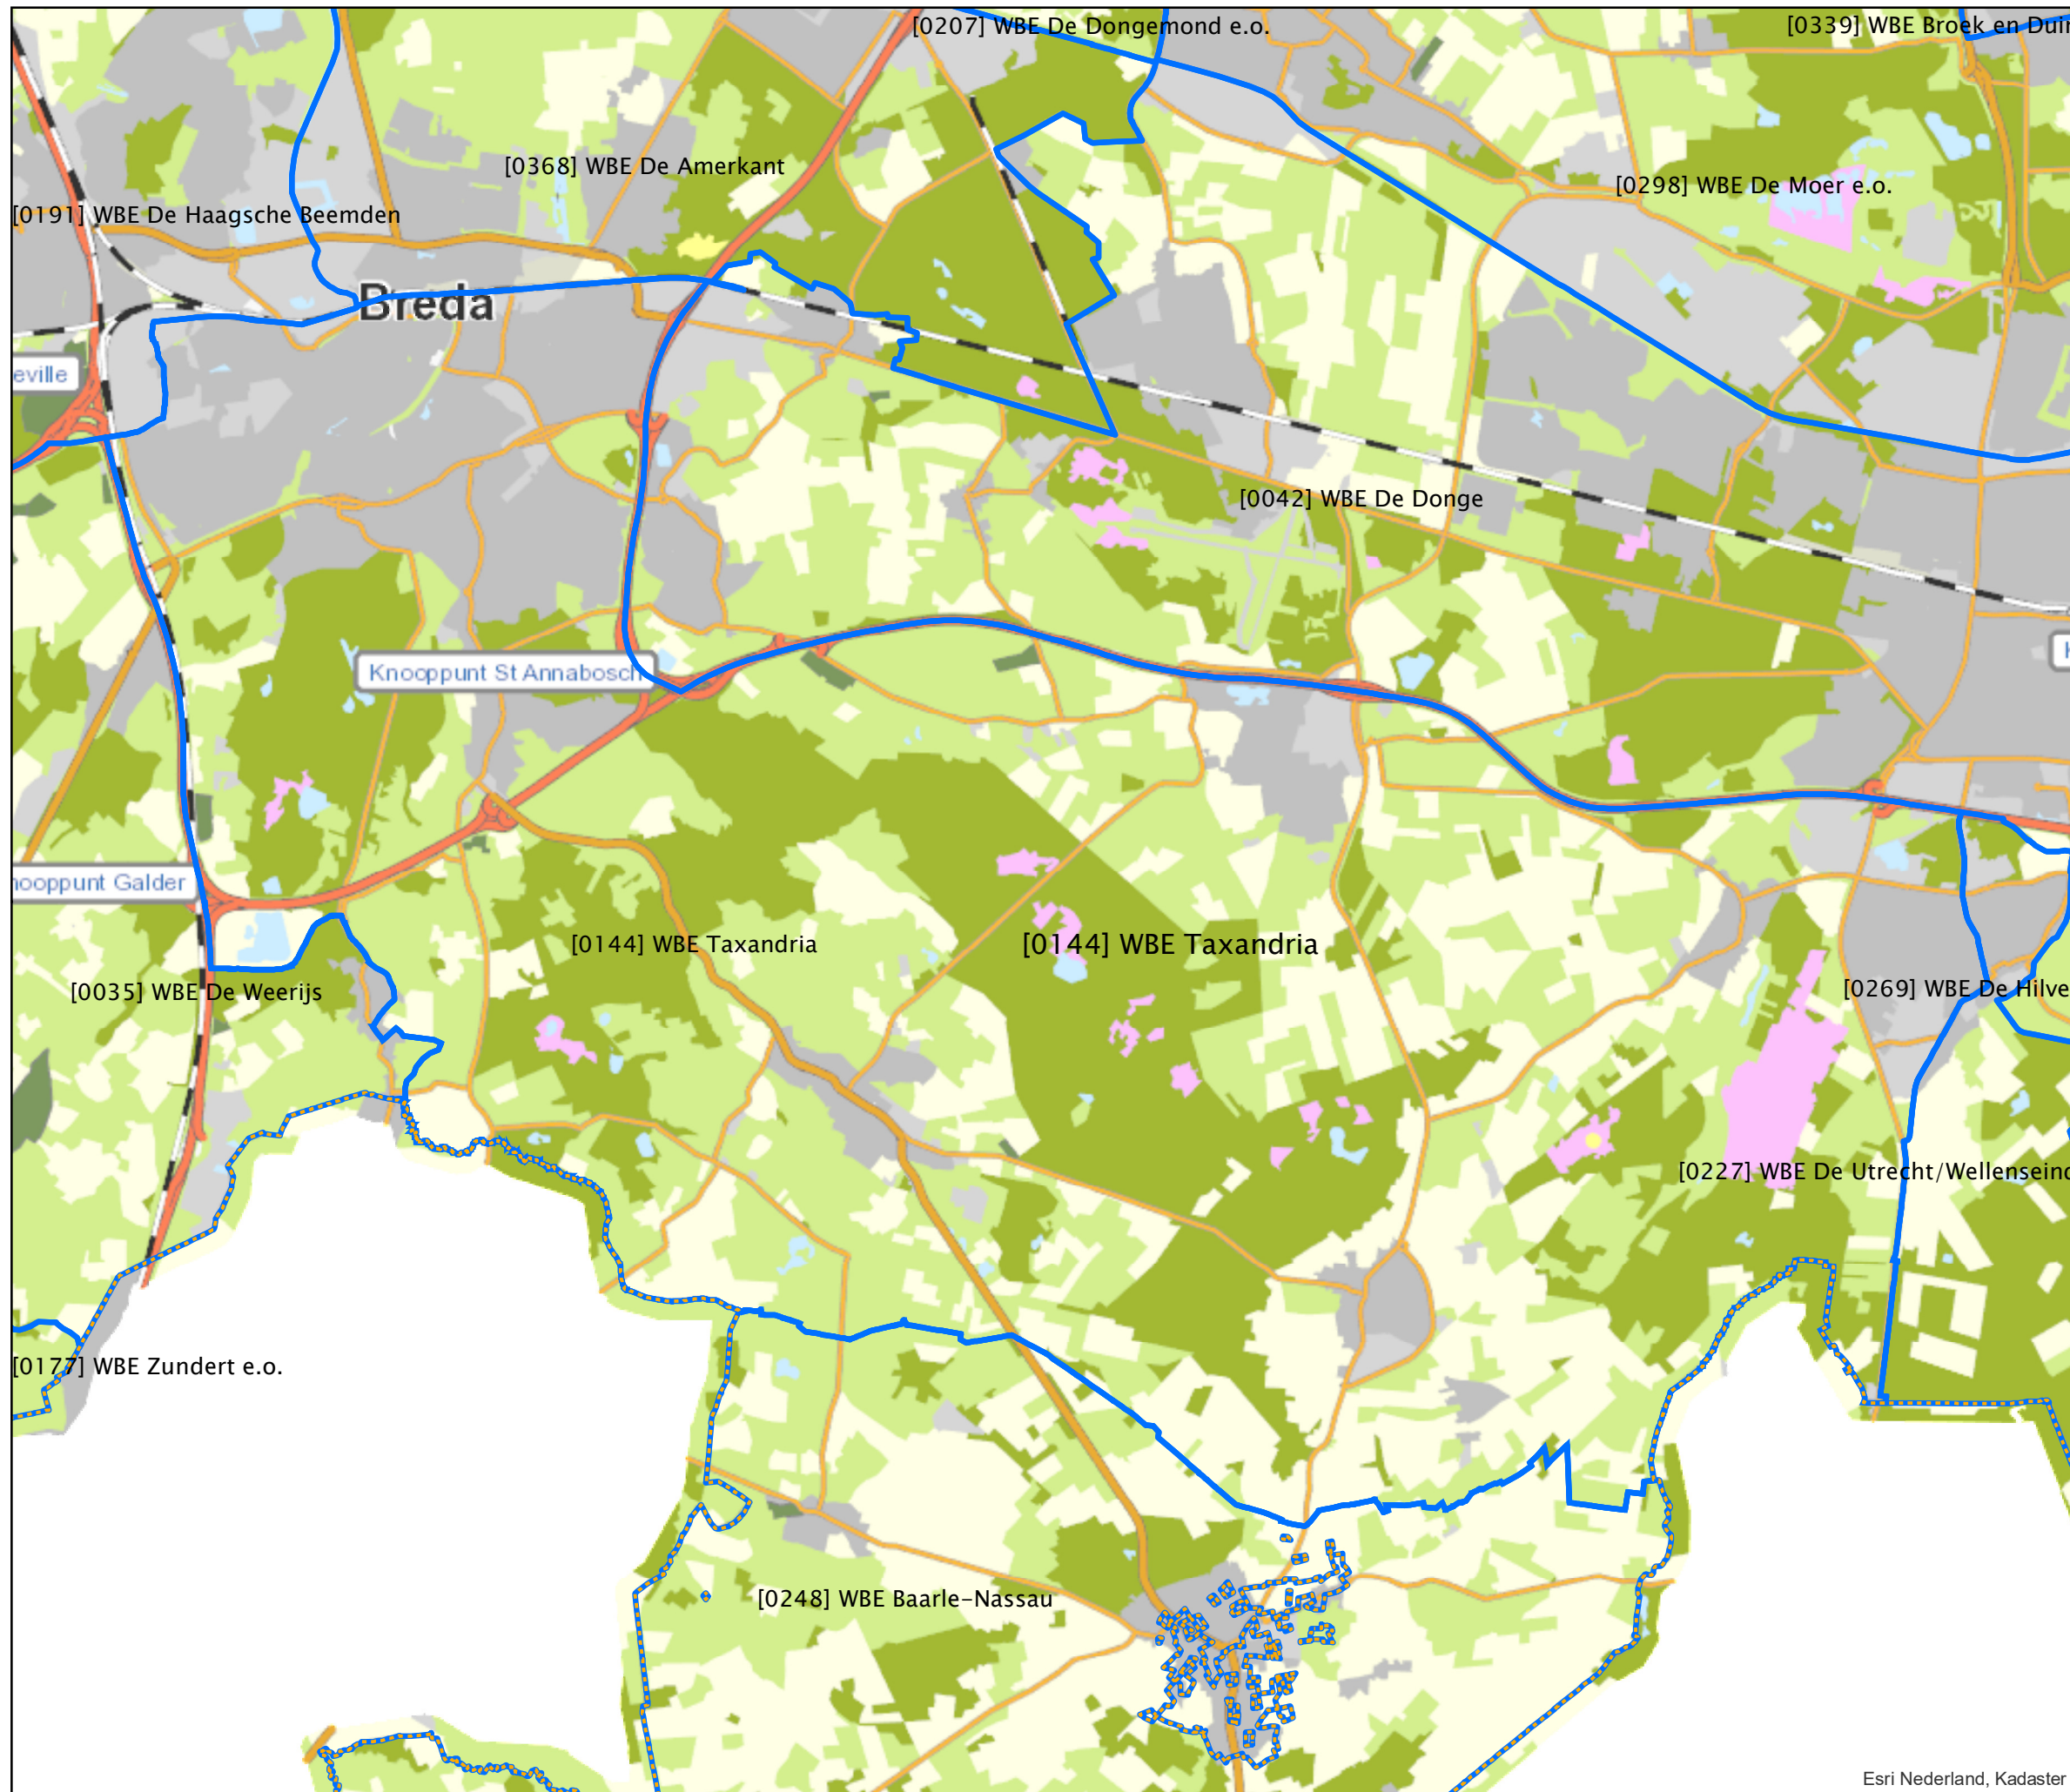 [0207] WBE De Dongemond e.o.
[0339] WBE Broek en Duin
[0368] WBE De Amerkant
[0298] WBE De Moer e.o.
[0191] WBE De Haagsche Beemden
Breda
eville
[0042] WBE De Donge
Knooppunt St Annabosch
K
nooppunt Galder
[0144] WBE Taxandria
[0144] WBE Taxandria
[0035] WBE De Weerijs
[0269] WBE De Hilve
[0227] WBE De Utrecht/Wellenseind
[0177] WBE Zundert e.o.
[0248] WBE Baarle-Nassau
Esri Nederland, Kadaster